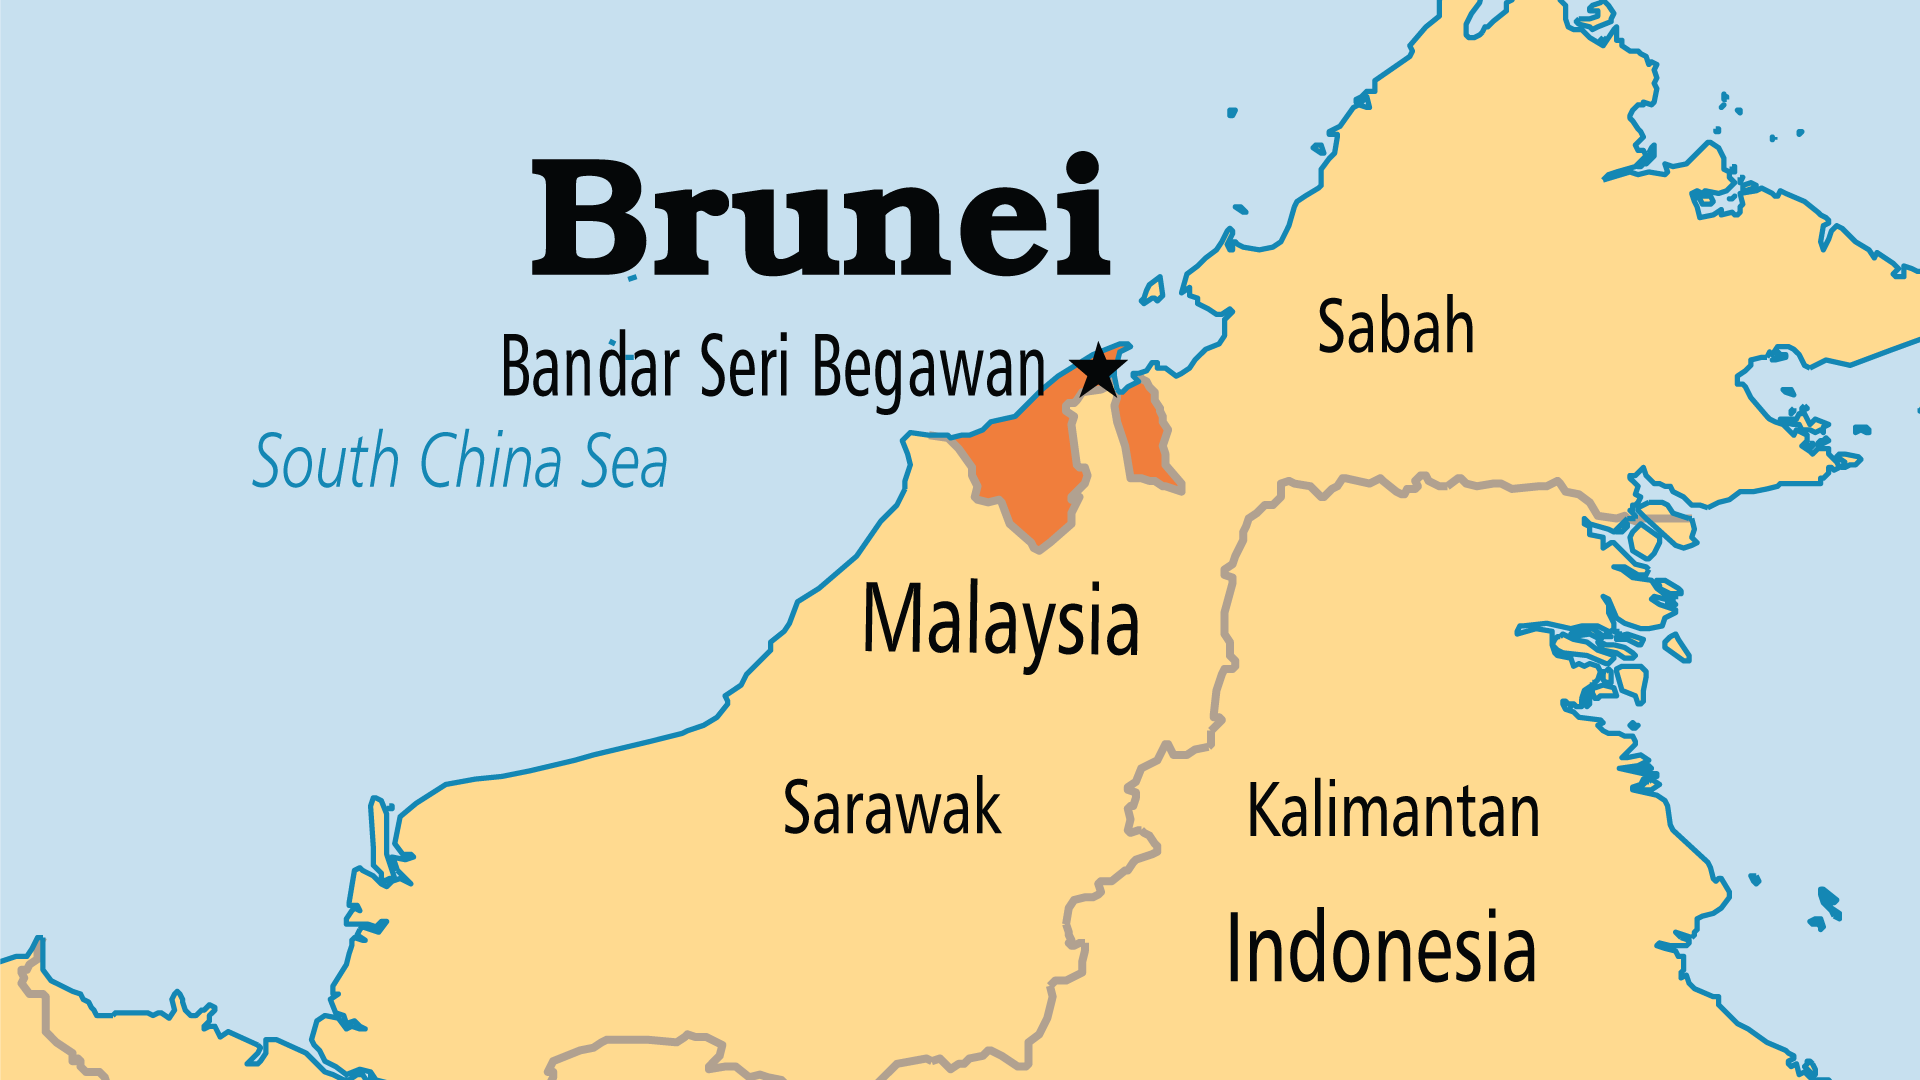 Brunei
Sabah
Bandar Seri Begawan
South China Sea
Malaysia
Sarawak
Kalimantan
Indonesia